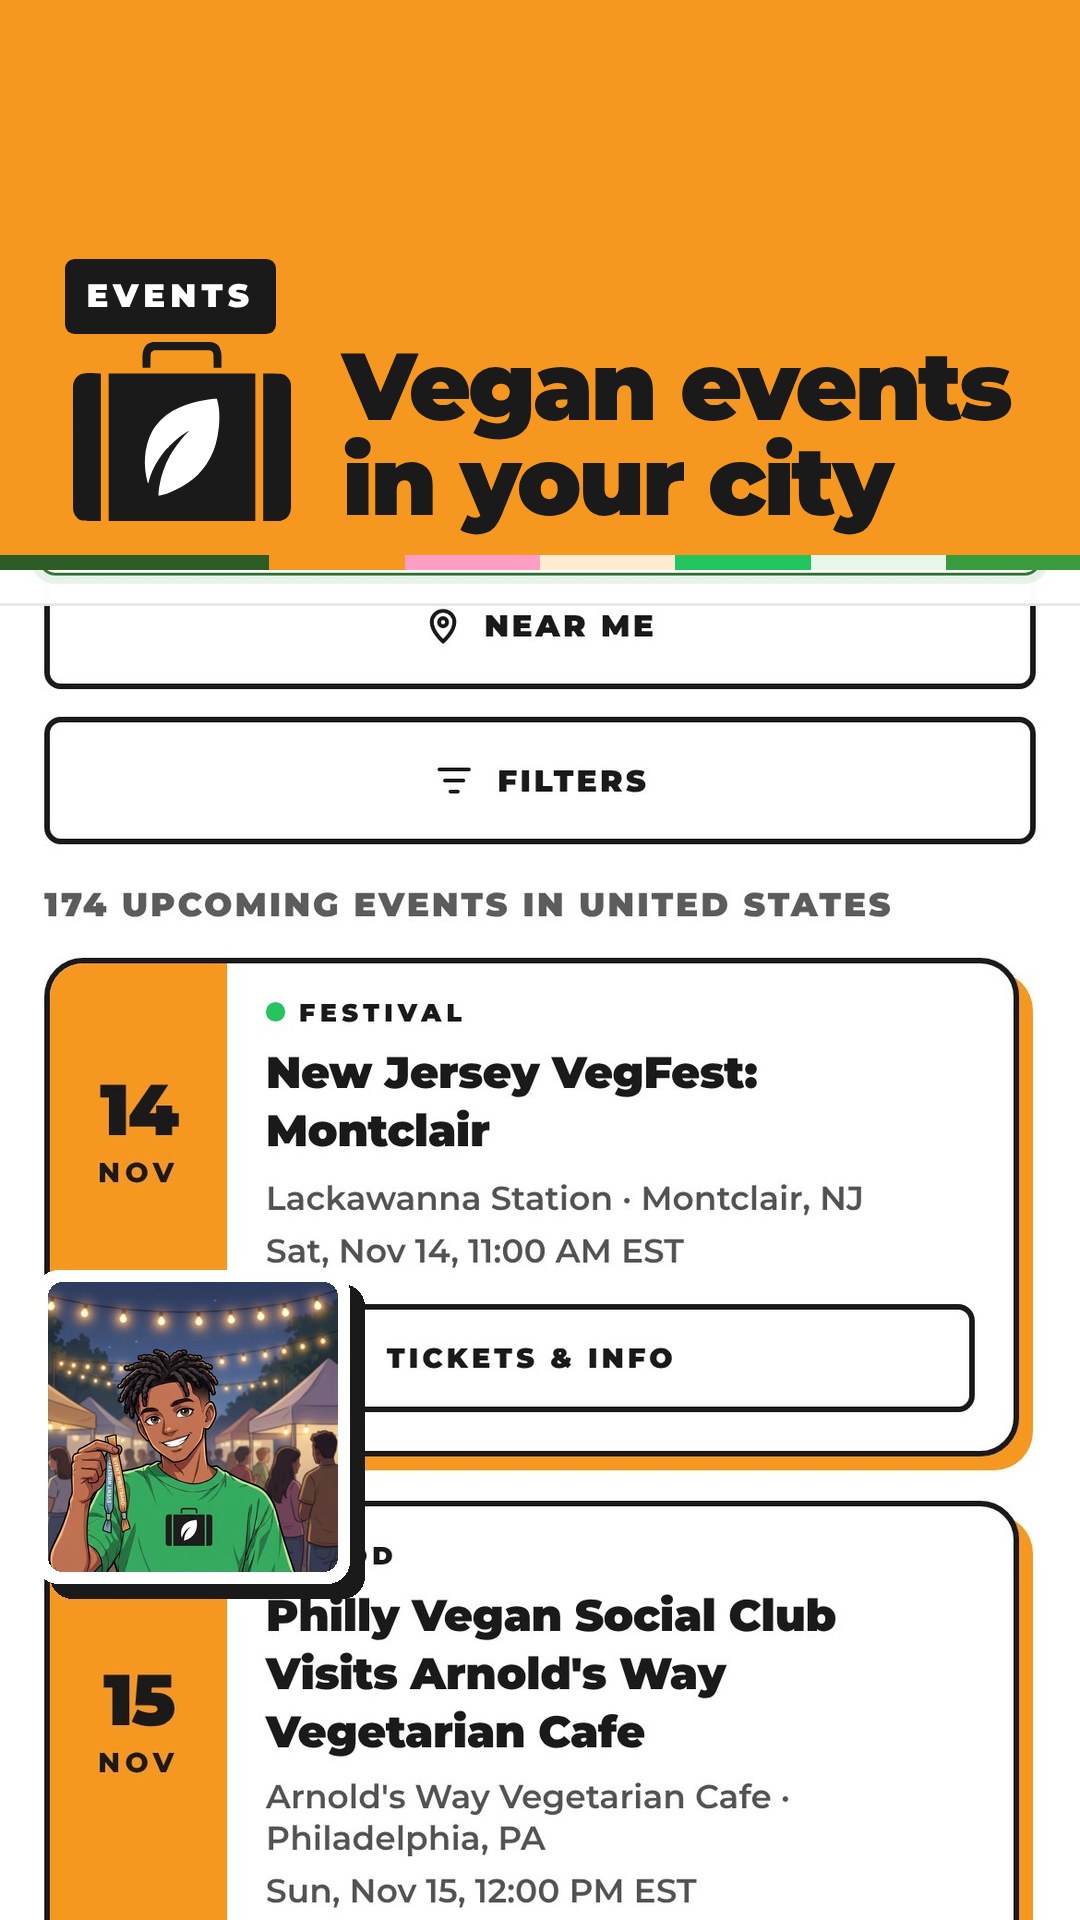 EVENTS
Vegan events
in your city
NEAR ME
FILTERS
174 UPCOMING EVENTS IN UNITED STATES
FESTIVAL
New Jersey VegFest:
Montclair
14
NOV
Lackawanna Station · Montclair, NJ
Sat, Nov 14, 11:00 AM EST
TICKETS & INFO
Philly Vegan Social Club
Visits Arnold's Way
Vegetarian Cafe
15
NOV
Arnold's Way Vegetarian Cafe ·
Philadelphia, PA
Sun, Nov 15, 12:00 PM EST